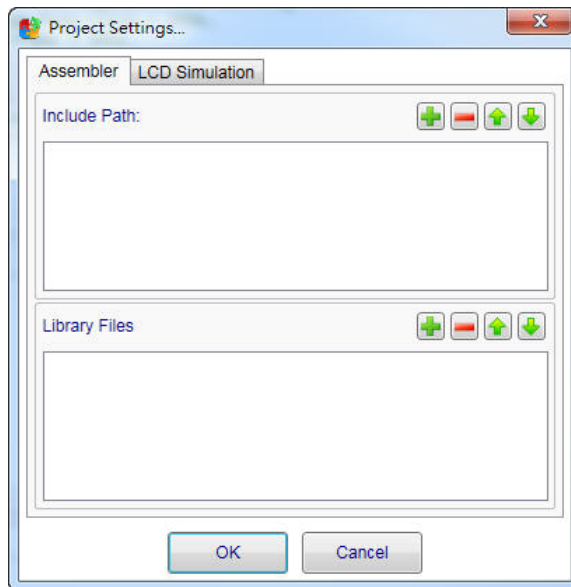 Project Settings...
Assembler
LCD Simulation
Include Path:
Library Files
OK
Cancel